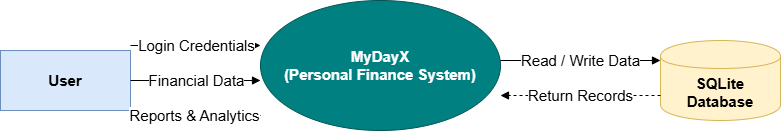 User
Login Credentials
Financial Data
Reports & Analytics
MyDayX
(Personal Finance System)
Read / Write Data
Return Records
SQLite
Database